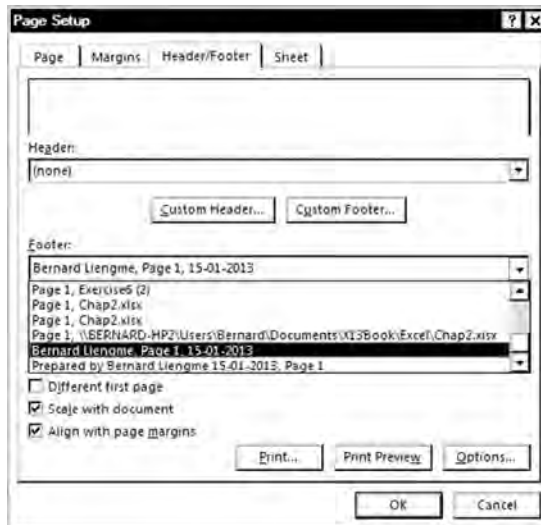 Page Setup ? X
Page Margins Header/Footer Sheet
Header:
(none)
Custom Header... Custom Footer...
Footer:
Bernard Liengme, Page 1, 15-01-2013
Page 1, Exercise6 (2)
Page 1, Chap2.xlsx
Page 1, Chap2.xlsx
Page 1, \\BERNARD-HP2\Users\Bernard\Documents\X13Book\Excel\Chap2.xlsx
Bernard Liengme, Page 1, 15-01-2013
Prepared by Bernard Liengme 15-01-2013, Page 1
Different first page
Scale with document
Align with page margins
Print... Print Preview Options...
OK Cancel